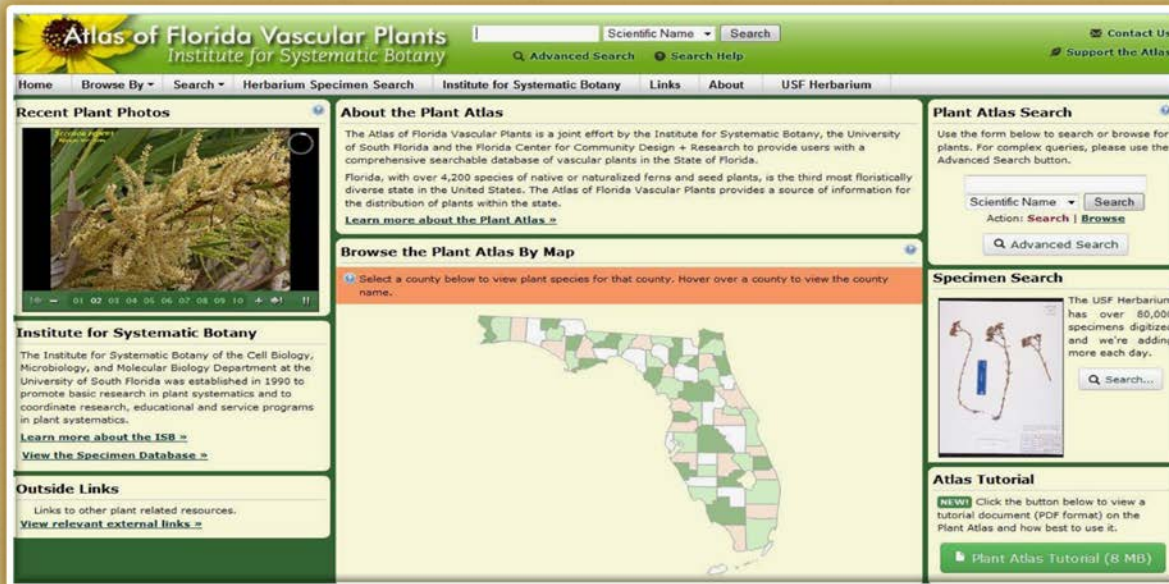 Atlas of Florida Vascular Plants
Institute for Systematic Botany
Scientific Name
Search
Advanced Search
Search Help
Contact Us
Support the Atlas
Home
Browse By
Search
Herbarium Specimen Search
Institute for Systematic Botany
Links
About
USF Herbarium
Recent Plant Photos
01 02 03 04 05 06 07 08 09 10
Institute for Systematic Botany
The Institute for Systematic Botany of the Cell Biology,
Microbiology, and Molecular Biology Department at the
University of South Florida was established in 1990 to
promote basic research in plant systematics and to
coordinate research, educational and service programs
in plant systematics.
Learn more about the ISB »
View the Specimen Database »
Outside Links
Links to other plant related resources.
View relevant external links »
About the Plant Atlas
The Atlas of Florida Vascular Plants is a joint effort by the Institute for Systematic Botany, the University
of South Florida and the Florida Center for Community Design + Research to provide users with a
comprehensive searchable database of vascular plants in the State of Florida.
Florida, with over 4,200 species of native or naturalized ferns and seed plants, is the third most floristically
diverse state in the United States. The Atlas of Florida Vascular Plants provides a source of information for
the distribution of plants within the state.
Learn more about the Plant Atlas »
Browse the Plant Atlas By Map
Select a county below to view plant species for that county. Hover over a county to view the county
name.
Plant Atlas Search
Use the form below to search or browse for
plants. For complex queries, please use the
Advanced Search button.
Scientific Name
Search
Action: Search | Browse
Advanced Search
Specimen Search
The USF Herbarium
has over 80,000
specimens digitized
and we're adding
more each day.
Search...
Atlas Tutorial
NEW! Click the button below to view a
tutorial document (PDF format) on the
Plant Atlas and how best to use it.
Plant Atlas Tutorial (8 MB)